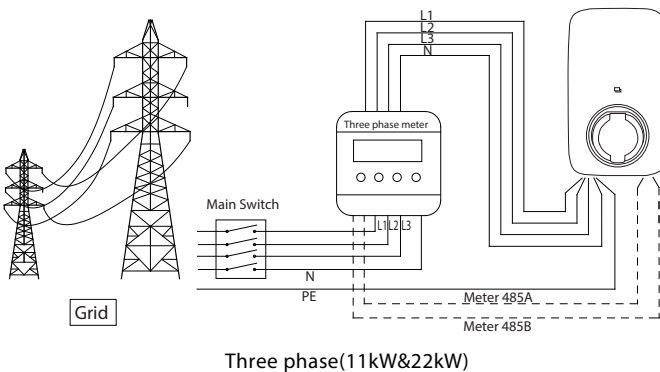 L1
L2
L3
N
Three phase meter
Main Switch
L1 L2 L3
N
PE
Meter 485A
Grid
Meter 485B
Three phase(11kW&22kW)